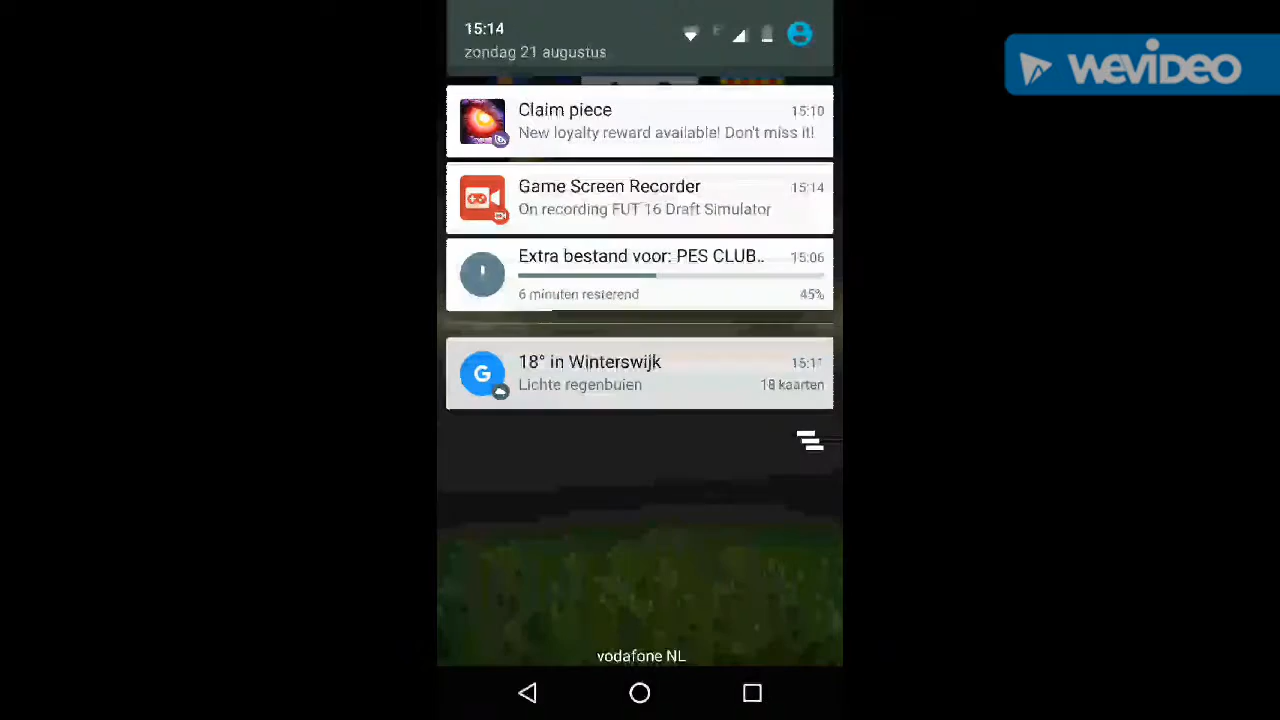 15:14
zondag 21 augustus
WEVIDEO
Claim piece 15:10
New loyalty reward available! Don't miss it!
Game Screen Recorder 15:14
On recording FUT 16 Draft Simulator
Extra bestand voor: PES CLUB.. 15:06
6 minuten resterend 45%
18° in Winterswijk 15:11
Lichte regenbuien 18 kaarten
vodafone NL